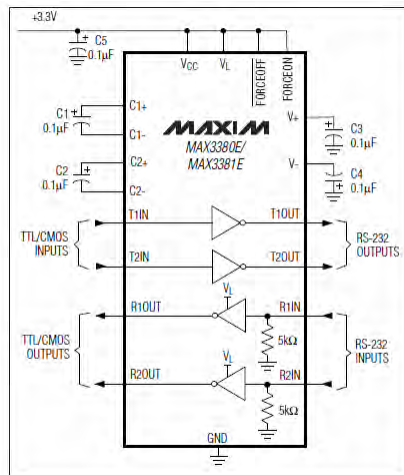 +3.3V
C5
0.1µF
VCC
VL
FORCEOFF
FORCEON
C1
0.1µF
C1+
C1-
C2
0.1µF
C2+
C2-
MAXIM
MAX3380E/
MAX3381E
V+
C3
0.1µF
V-
C4
0.1µF
TTL/CMOS
INPUTS
T1IN
T1OUT
T2IN
T2OUT
RS-232
OUTPUTS
TTL/CMOS
OUTPUTS
R1OUT
VL
R1IN
5kΩ
R2OUT
VL
R2IN
5kΩ
RS-232
INPUTS
GND